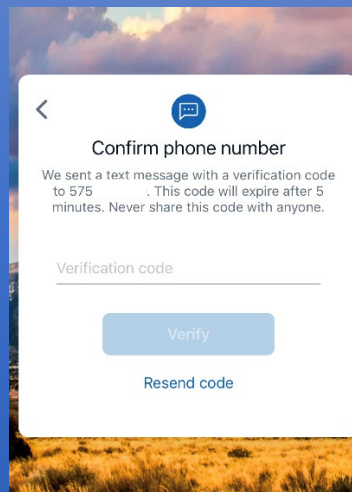 Confirm phone number
We sent a text message with a verification code
to 575 . This code will expire after 5
minutes. Never share this code with anyone.
Verification code
Verify
Resend code